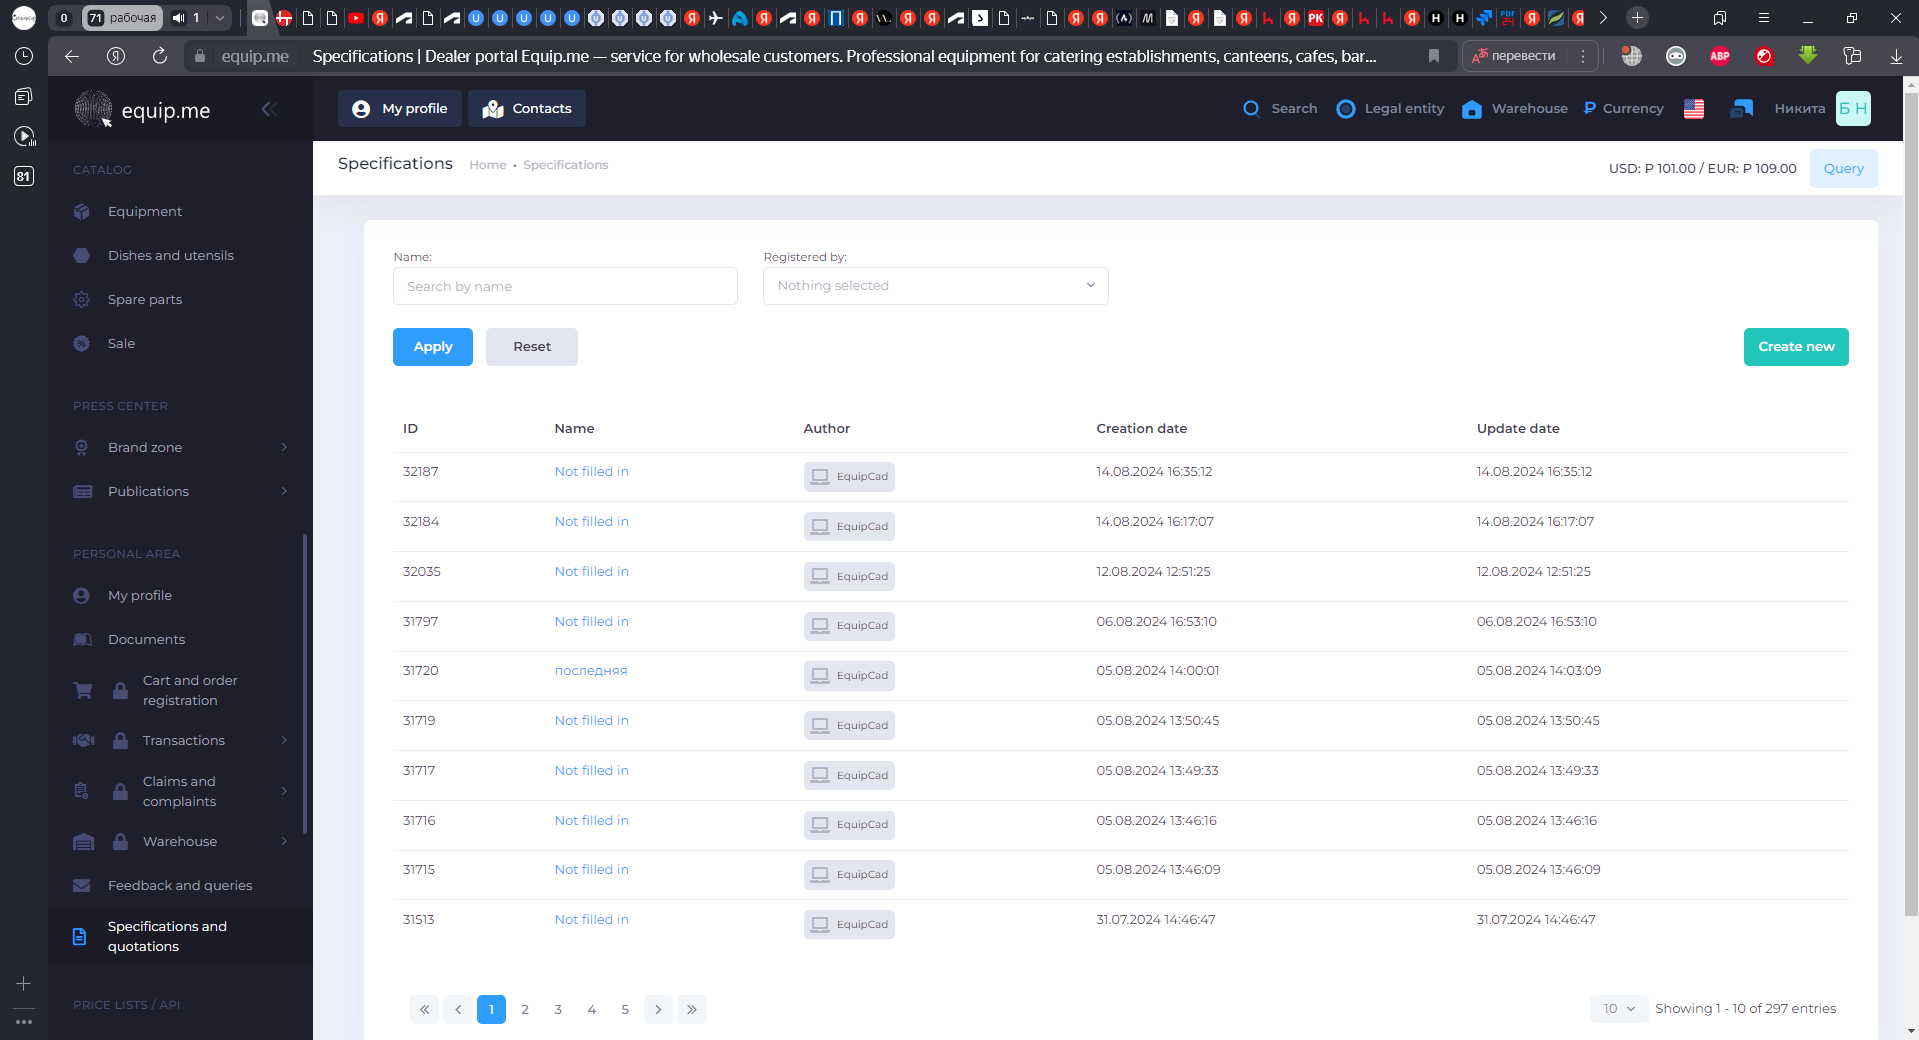 0
71 рабочая
1
equip.me
Specifications | Dealer portal Equip.me — service for wholesale customers. Professional equipment for catering establishments, canteens, cafes, bar...
перевести
ABP
81
equip.me
My profile
Contacts
Search
Legal entity
Warehouse
₽ Currency
Никита
Б Н
CATALOG
Equipment
Dishes and utensils
Spare parts
Sale
PRESS CENTER
Brand zone
Publications
PERSONAL AREA
My profile
Documents
Cart and order
registration
Transactions
Claims and
complaints
Warehouse
Feedback and queries
Specifications and
quotations
PRICE LISTS / API
Specifications
Home • Specifications
USD: P 101.00 / EUR: P 109.00
Query
Name:
Registered by:
Search by name
Nothing selected
Apply
Reset
Create new
ID Name Author Creation date Update date
32187 Not filled in EquipCad 14.08.2024 16:35:12 14.08.2024 16:35:12
32184 Not filled in EquipCad 14.08.2024 16:17:07 14.08.2024 16:17:07
32035 Not filled in EquipCad 12.08.2024 12:51:25 12.08.2024 12:51:25
31797 Not filled in EquipCad 06.08.2024 16:53:10 06.08.2024 16:53:10
31720 последняя EquipCad 05.08.2024 14:00:01 05.08.2024 14:03:09
31719 Not filled in EquipCad 05.08.2024 13:50:45 05.08.2024 13:50:45
31717 Not filled in EquipCad 05.08.2024 13:49:33 05.08.2024 13:49:33
31716 Not filled in EquipCad 05.08.2024 13:46:16 05.08.2024 13:46:16
31715 Not filled in EquipCad 05.08.2024 13:46:09 05.08.2024 13:46:09
31513 Not filled in EquipCad 31.07.2024 14:46:47 31.07.2024 14:46:47
« ‹ 1 2 3 4 5 › »
10
Showing 1 - 10 of 297 entries